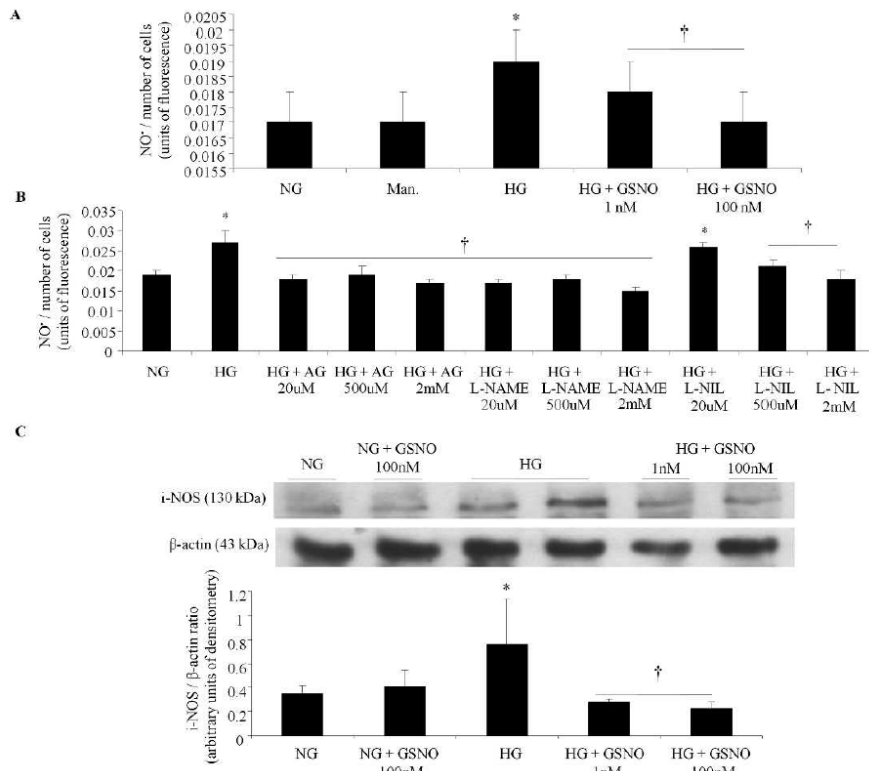 A
NO• / number of cells
(units of fluorescence)
0.0205
0.02
0.0195
0.019
0.0185
0.018
0.0175
0.017
0.0165
0.016
0.0155
*
†
NG
Man.
HG
HG + GSNO
1 nM
HG + GSNO
100 nM
B
NO• / number of cells
(units of fluorescence)
0.035
0.03
0.025
0.02
0.015
0.01
0.005
0
*
†
*
†
NG
HG
HG + AG
20uM
HG + AG
500uM
HG + AG
2mM
HG +
L-NAME
20uM
HG +
L-NAME
500uM
HG +
L-NAME
2mM
HG +
L-NIL
20uM
HG +
L-NIL
500uM
HG +
L- NIL
2mM
C
NG
NG + GSNO
100nM
HG
HG + GSNO
1nM
100nM
i-NOS (130 kDa)
β-actin (43 kDa)
i-NOS / β-actin ratio
(arbitrary units of densitometry)
1.2
1
0.8
0.6
0.4
0.2
0
*
†
NG
NG + GSNO
100nM
HG
HG + GSNO
1nM
HG + GSNO
100nM